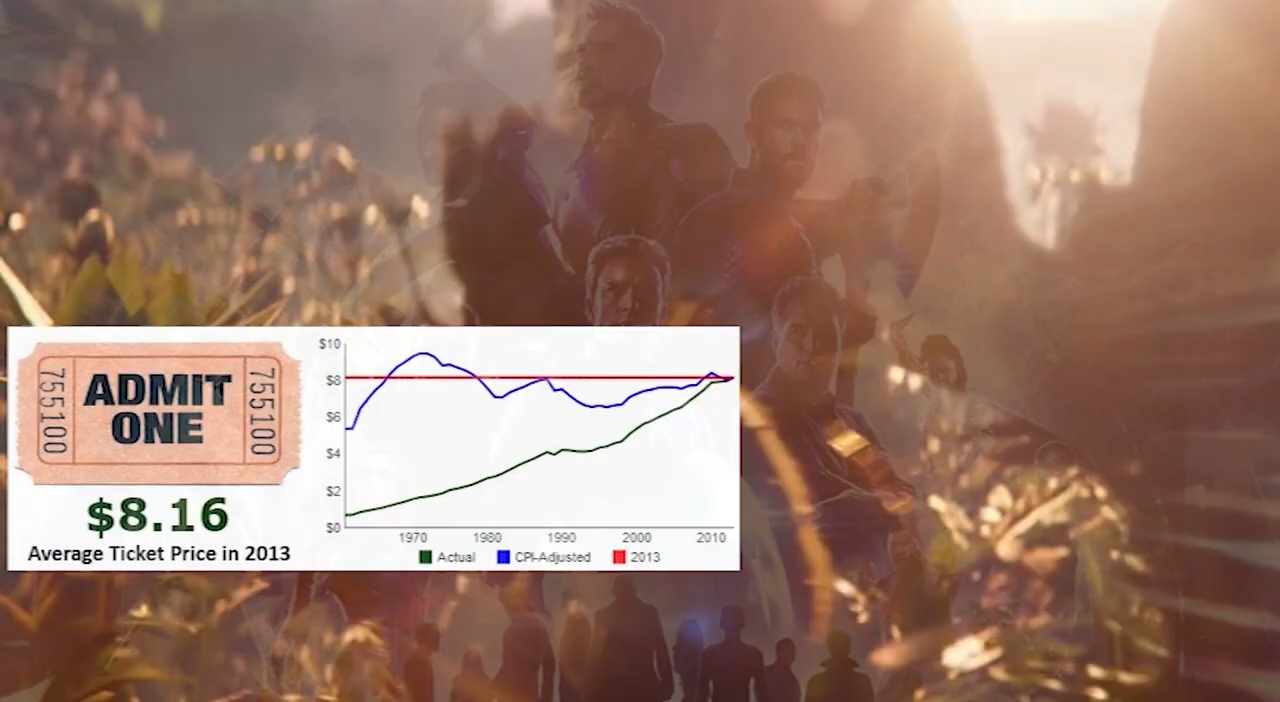 755100
ADMIT
ONE
755100
$8.16
Average Ticket Price in 2013
$10
$8
$6
$4
$2
$0
1970 1980 1990 2000 2010
Actual CPI-Adjusted 2013